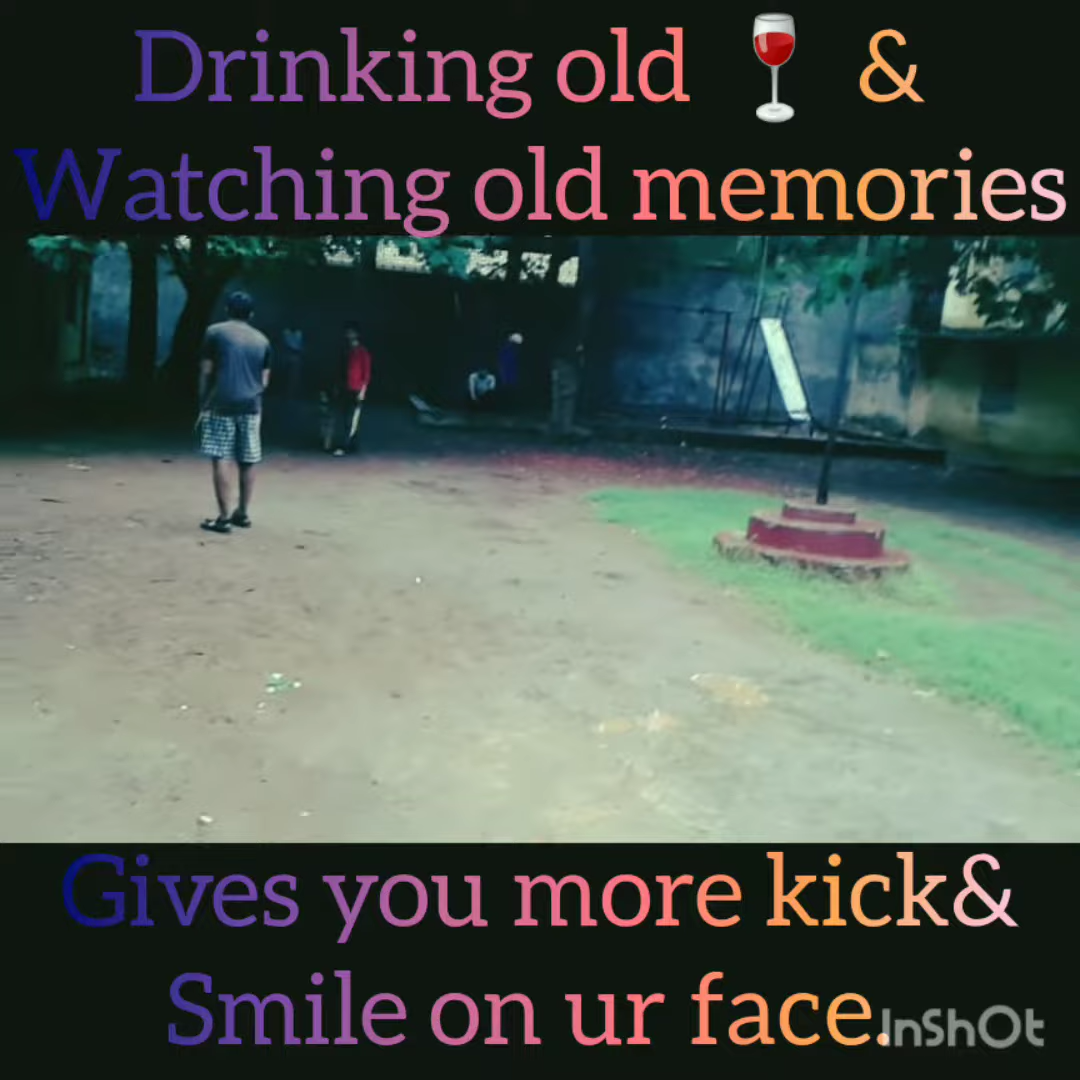 Drinking old 🍷 &
Watching old memories
Gives you more kick&
Smile on ur face.
InShOt